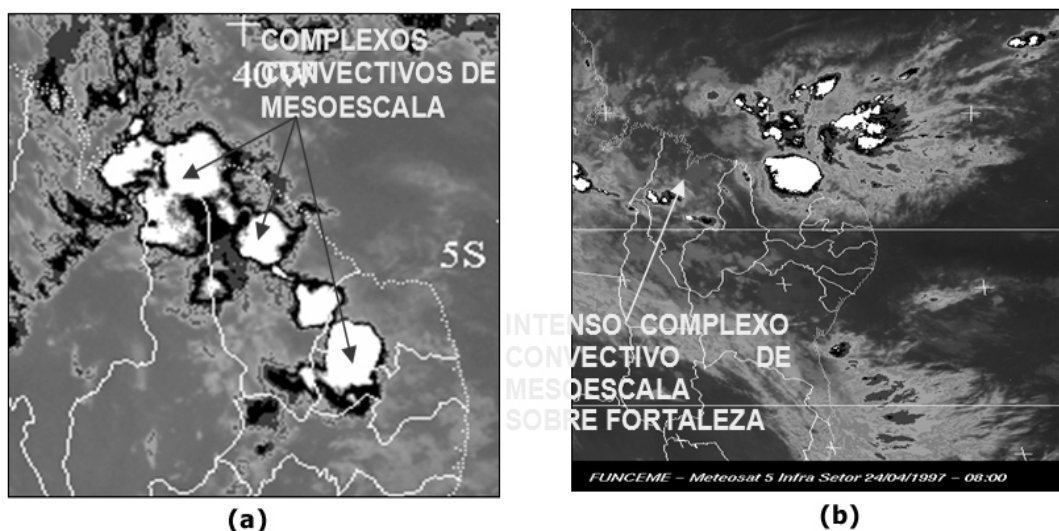 COMPLEXOS
CONVECTIVOS DE
40W
MESOESCALA
5S
(a)
INTENSO COMPLEXO
CONVECTIVO DE
MESOESCALA
SOBRE FORTALEZA
FUNCEME - Meteosat 5 Infra Setor 24/04/1997 - 08:00
(b)